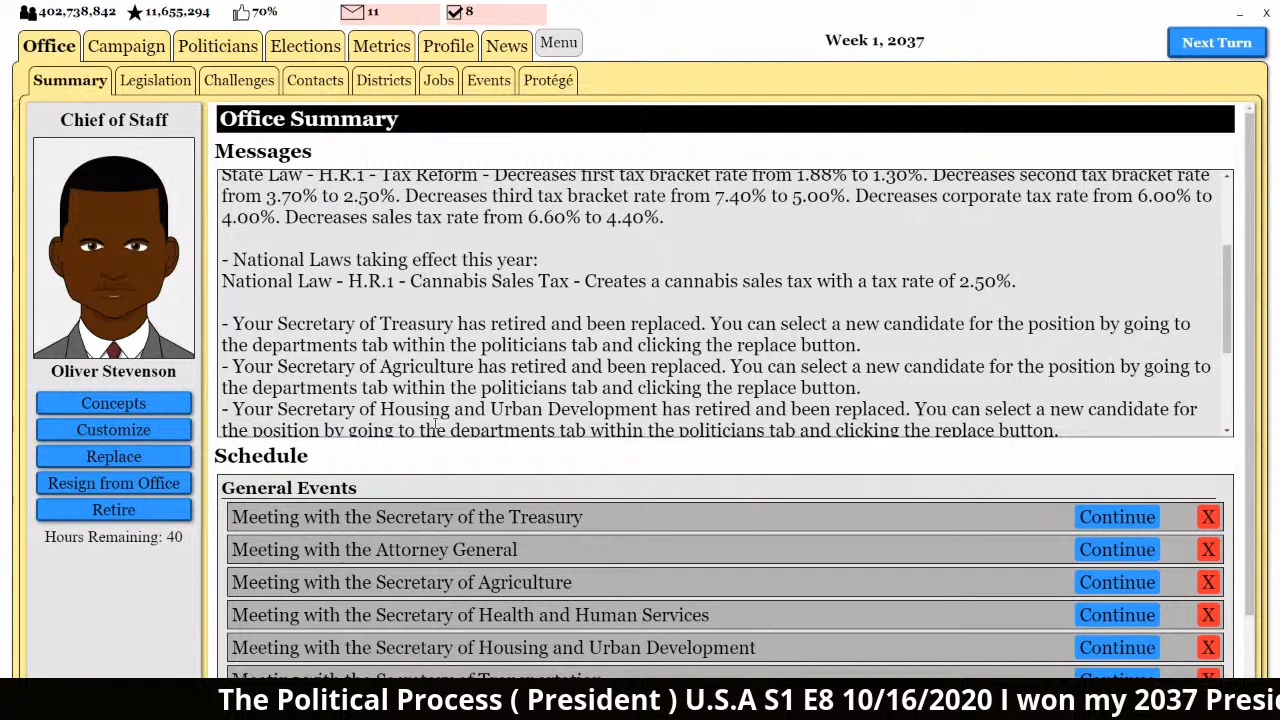 402,738,842 11,655,294 70% 11 8
_ X
Office Campaign Politicians Elections Metrics Profile News Menu Week 1, 2037 Next Turn
Summary Legislation Challenges Contacts Districts Jobs Events Protégé
Chief of Staff
Oliver Stevenson
Concepts
Customize
Replace
Resign from Office
Retire
Hours Remaining: 40
Office Summary
Messages
State Law - H.R.1 - Tax Reform - Decreases first tax bracket rate from 1.88% to 1.30%. Decreases second tax bracket rate
from 3.70% to 2.50%. Decreases third tax bracket rate from 7.40% to 5.00%. Decreases corporate tax rate from 6.00% to
4.00%. Decreases sales tax rate from 6.60% to 4.40%.
- National Laws taking effect this year:
National Law - H.R.1 - Cannabis Sales Tax - Creates a cannabis sales tax with a tax rate of 2.50%.
- Your Secretary of Treasury has retired and been replaced. You can select a new candidate for the position by going to
the departments tab within the politicians tab and clicking the replace button.
- Your Secretary of Agriculture has retired and been replaced. You can select a new candidate for the position by going to
the departments tab within the politicians tab and clicking the replace button.
- Your Secretary of Housing and Urban Development has retired and been replaced. You can select a new candidate for
the position by going to the departments tab within the politicians tab and clicking the replace button.
Schedule
General Events
Meeting with the Secretary of the Treasury Continue X
Meeting with the Attorney General Continue X
Meeting with the Secretary of Agriculture Continue X
Meeting with the Secretary of Health and Human Services Continue X
Meeting with the Secretary of Housing and Urban Development Continue X
Meeting with the Secretary of Transportation
The Political Process ( President ) U.S.A S1 E8 10/16/2020 I won my 2037 Presi